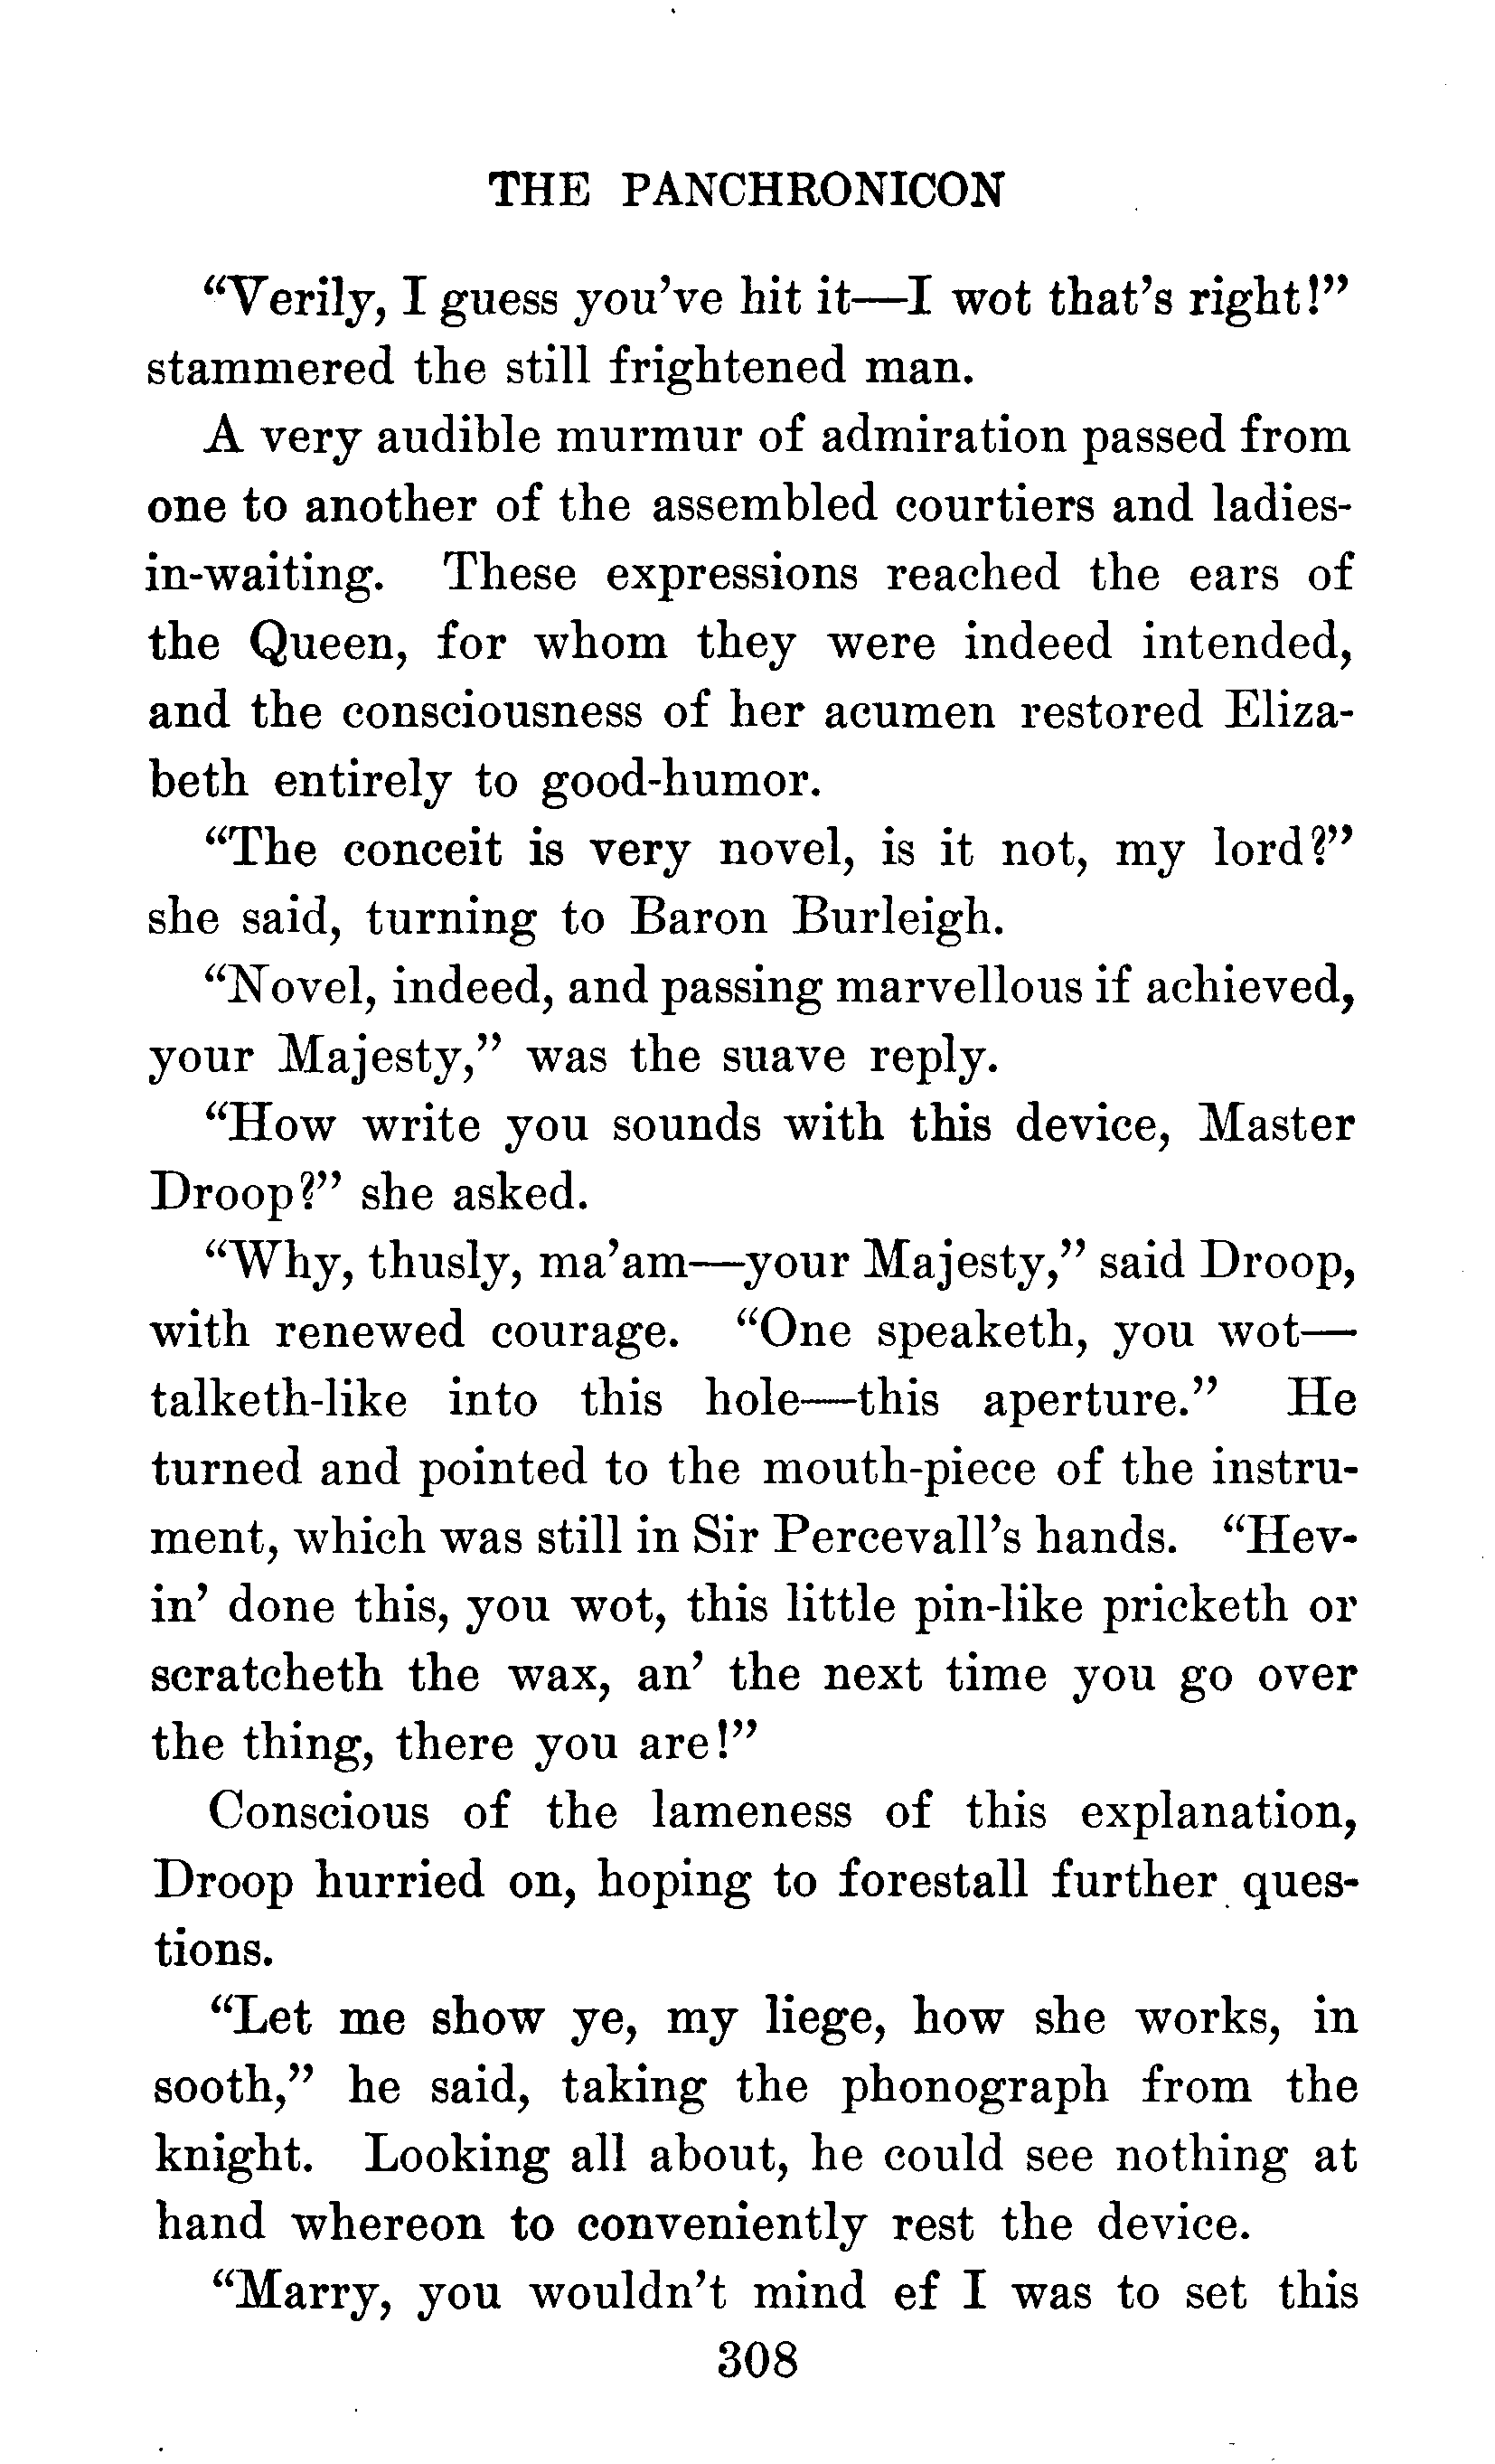 THE PANCHRONICON
“Verily, I guess you’ve hit it—I wot that’s right!”
stammered the still frightened man.
A very audible murmur of admiration passed from
one to another of the assembled courtiers and ladies-
in-waiting. These expressions reached the ears of
the Queen, for whom they were indeed intended,
and the consciousness of her acumen restored Eliza-
beth entirely to good-humor.
“The conceit is very novel, is it not, my lord?”
she said, turning to Baron Burleigh.
“Novel, indeed, and passing marvellous if achieved,
your Majesty,” was the suave reply.
“How write you sounds with this device, Master
Droop?” she asked.
“Why, thusly, ma’am—your Majesty,” said Droop,
with renewed courage. “One speaketh, you wot—
talketh-like into this hole—this aperture.” He
turned and pointed to the mouth-piece of the instru-
ment, which was still in Sir Percevall’s hands. “Hev-
in’ done this, you wot, this little pin-like pricketh or
scratcheth the wax, an’ the next time you go over
the thing, there you are!”
Conscious of the lameness of this explanation,
Droop hurried on, hoping to forestall further ques-
tions.
“Let me show ye, my liege, how she works, in
sooth,” he said, taking the phonograph from the
knight. Looking all about, he could see nothing at
hand whereon to conveniently rest the device.
“Marry, you wouldn’t mind ef I was to set this
308